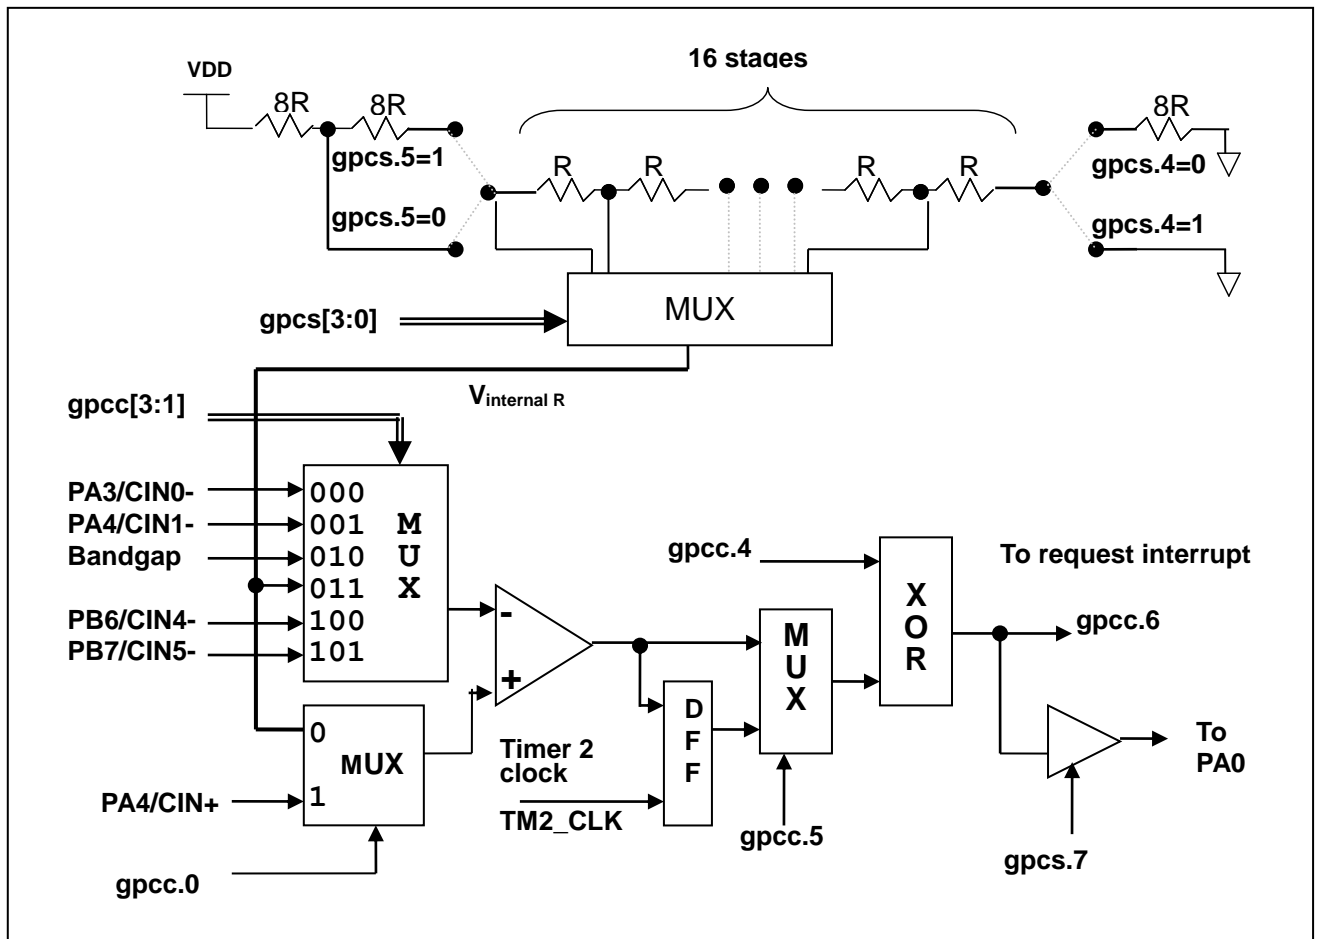 16 stages
VDD
8R
8R
8R
gpcs.5=1
R
R
R
R
gpcs.4=0
gpcs.5=0
gpcs.4=1
MUX
gpcs[3:0]
Vinternal R
gpcc[3:1]
PA3/CIN0-
000
PA4/CIN1-
001
M
Bandgap
010
U
011
X
PB6/CIN4-
100
PB7/CIN5-
101
-
+
gpcc.4
To request interrupt
X
O
R
gpcc.6
M
U
X
D
F
F
0
MUX
PA4/CIN+
1
Timer 2
clock
TM2_CLK
To
PA0
gpcc.5
gpcs.7
gpcc.0